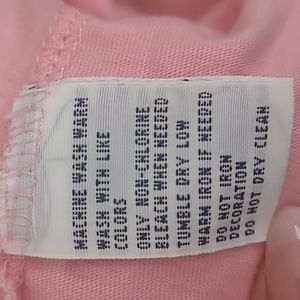 MACHINE WASH WARM
WASH WITH LIKE
COLORS
ONLY NON-CHLORINE
BLEACH WHEN NEEDED
TUMBLE DRY LOW
WARM IRON IF NEEDED
DO NOT IRON
DECORATION
DO NOT DRY CLEAN